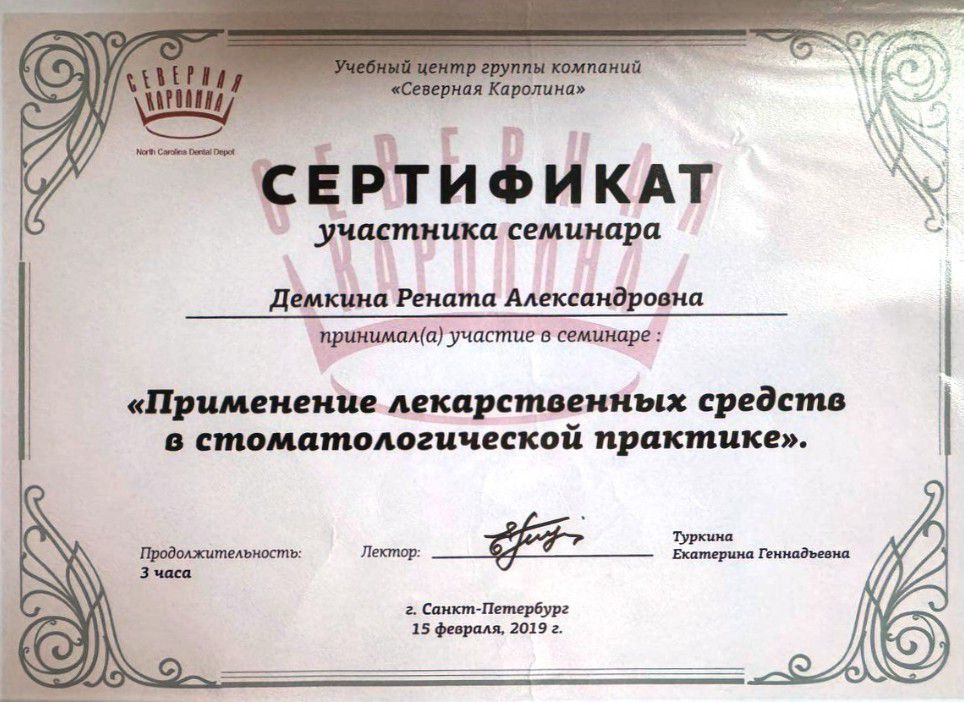 СЕВЕРНАЯ
КАРОЛИНА
North Carolina Dental Depot
Учебный центр группы компаний
«Северная Каролина»
СЕВЕРНАЯ
КАРОЛИНА
СЕРТИФИКАТ
участника семинара
Демкина Рената Александровна
принимал(а) участие в семинаре :
«Применение лекарственных средств
в стоматологической практике».
Продолжительность:
3 часа
Лектор:
Туркина
Екатерина Геннадьевна
г. Санкт-Петербург
15 февраля, 2019 г.